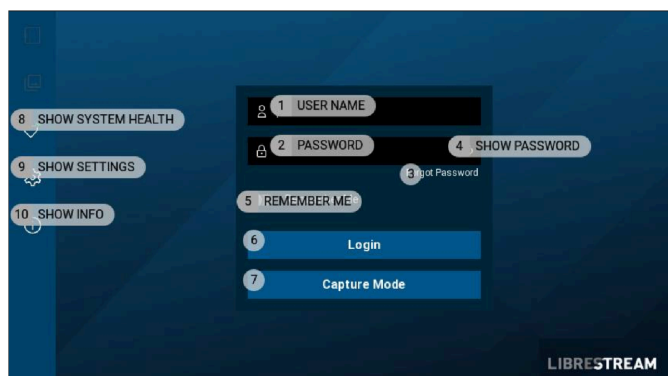 1 USER NAME
8 SHOW SYSTEM HEALTH
2 PASSWORD
4 SHOW PASSWORD
9 SHOW SETTINGS
3 Forgot Password
5 REMEMBER ME
10 SHOW INFO
6 Login
7 Capture Mode
LIBRESTREAM